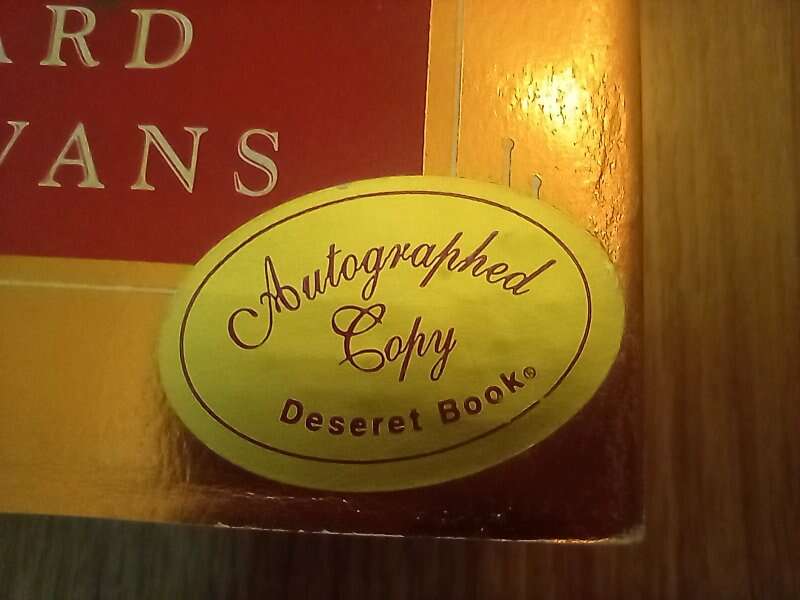 ARD
VANS
Autographed
Copy
Deseret Book®